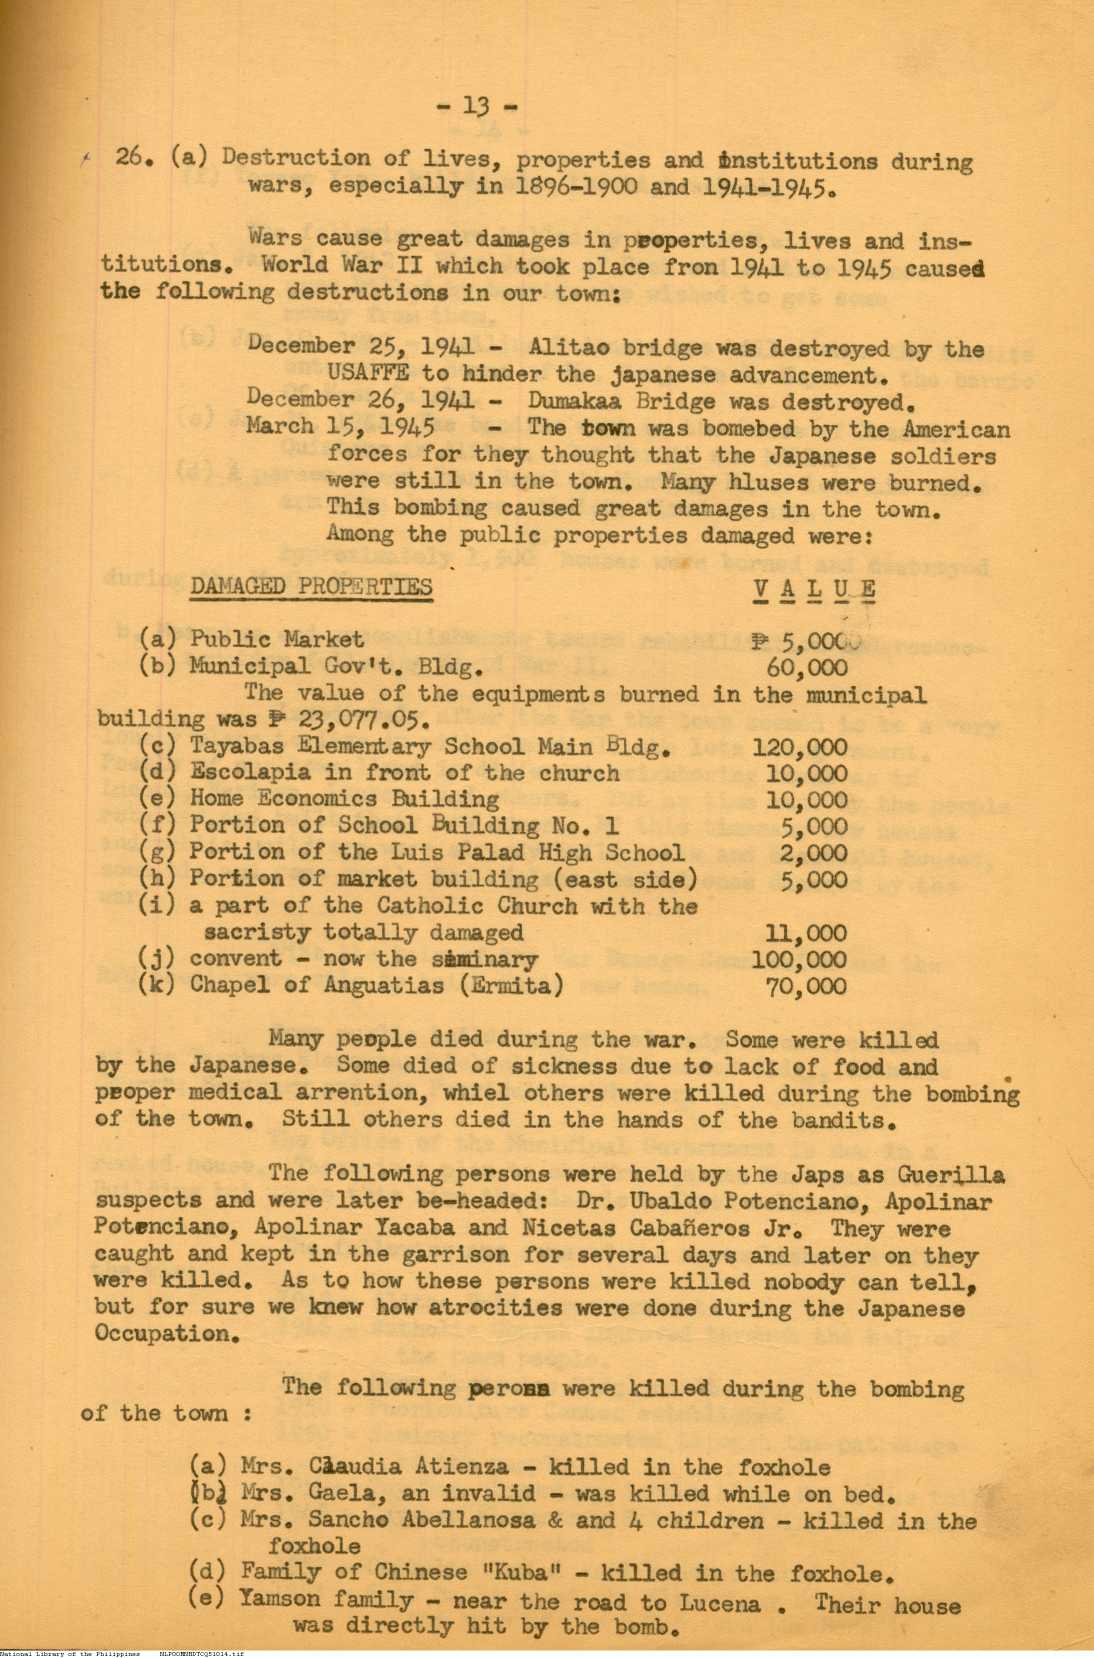 - 13 -
26. (a) Destruction of lives, properties and institutions during
wars, especially in 1896-1900 and 1941-1945.
Wars cause great damages in properties, lives and ins-
titutions. World War II which took place fron 1941 to 1945 caused
the following destructions in our town:
December 25, 1941 - Alitao bridge was destroyed by the
USAFFE to hinder the japanese advancement.
December 26, 1941 - Dumakaa Bridge was destroyed.
March 15, 1945 - The town was bomebed by the American
forces for they thought that the Japanese soldiers
were still in the town. Many hluses were burned.
This bombing caused great damages in the town.
Among the public properties damaged were:
DAMAGED PROPERTIES V A L U E
(a) Public Market ₱ 5,0000
(b) Municipal Gov't. Bldg. 60,000
The value of the equipments burned in the municipal
building was ₱ 23,077.05.
(c) Tayabas Elementary School Main Bldg. 120,000
(d) Escolapia in front of the church 10,000
(e) Home Economics Building 10,000
(f) Portion of School Building No. 1 5,000
(g) Portion of the Luis Palad High School 2,000
(h) Portion of market building (east side) 5,000
(i) a part of the Catholic Church with the
sacristy totally damaged 11,000
(j) convent - now the siminary 100,000
(k) Chapel of Anguatias (Ermita) 70,000
Many people died during the war. Some were killed
by the Japanese. Some died of sickness due to lack of food and
proper medical arrention, whiel others were killed during the bombing
of the town. Still others died in the hands of the bandits.
The following persons were held by the Japs as Guerilla
suspects and were later be-headed: Dr. Ubaldo Potenciano, Apolinar
Potenciano, Apolinar Yacaba and Nicetas Cabañeros Jr. They were
caught and kept in the garrison for several days and later on they
were killed. As to how these persons were killed nobody can tell,
but for sure we knew how atrocities were done during the Japanese
Occupation.
The following perons were killed during the bombing
of the town :
(a) Mrs. Claudia Atienza - killed in the foxhole
(b) Mrs. Gaela, an invalid - was killed while on bed.
(c) Mrs. Sancho Abellanosa & and 4 children - killed in the
foxhole
(d) Family of Chinese "Kuba" - killed in the foxhole.
(e) Yamson family - near the road to Lucena . Their house
was directly hit by the bomb.
National Library of the Philippines NLPOOMNBDTCQ51014.tif